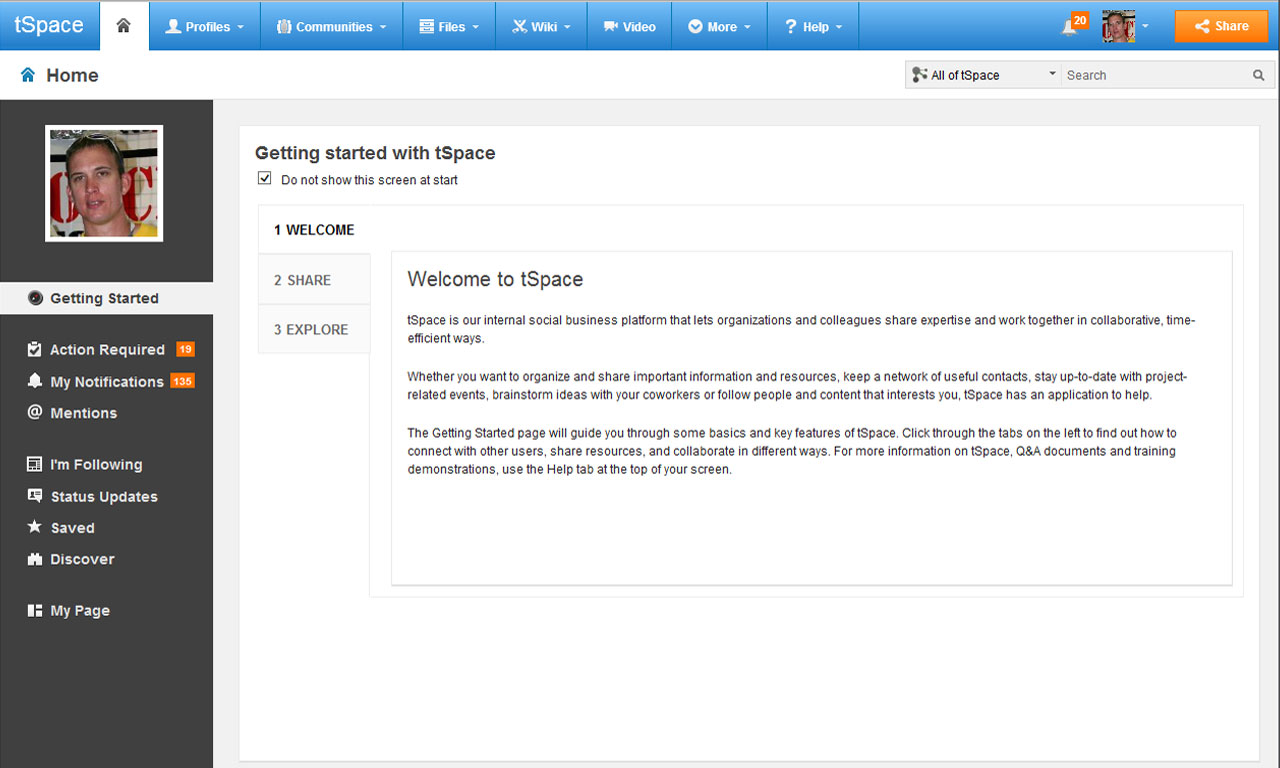 tSpace
Profiles
Communities
Files
Wiki
Video
More
Help
20
Share
Home
All of tSpace
Search
Getting started with tSpace
Do not show this screen at start
1 WELCOME
2 SHARE
3 EXPLORE
Welcome to tSpace
tSpace is our internal social business platform that lets organizations and colleagues share expertise and work together in collaborative, time-
efficient ways.
Whether you want to organize and share important information and resources, keep a network of useful contacts, stay up-to-date with project-
related events, brainstorm ideas with your coworkers or follow people and content that interests you, tSpace has an application to help.
The Getting Started page will guide you through some basics and key features of tSpace. Click through the tabs on the left to find out how to
connect with other users, share resources, and collaborate in different ways. For more information on tSpace, Q&A documents and training
demonstrations, use the Help tab at the top of your screen.
Getting Started
Action Required 19
My Notifications 135
Mentions
I'm Following
Status Updates
Saved
Discover
My Page